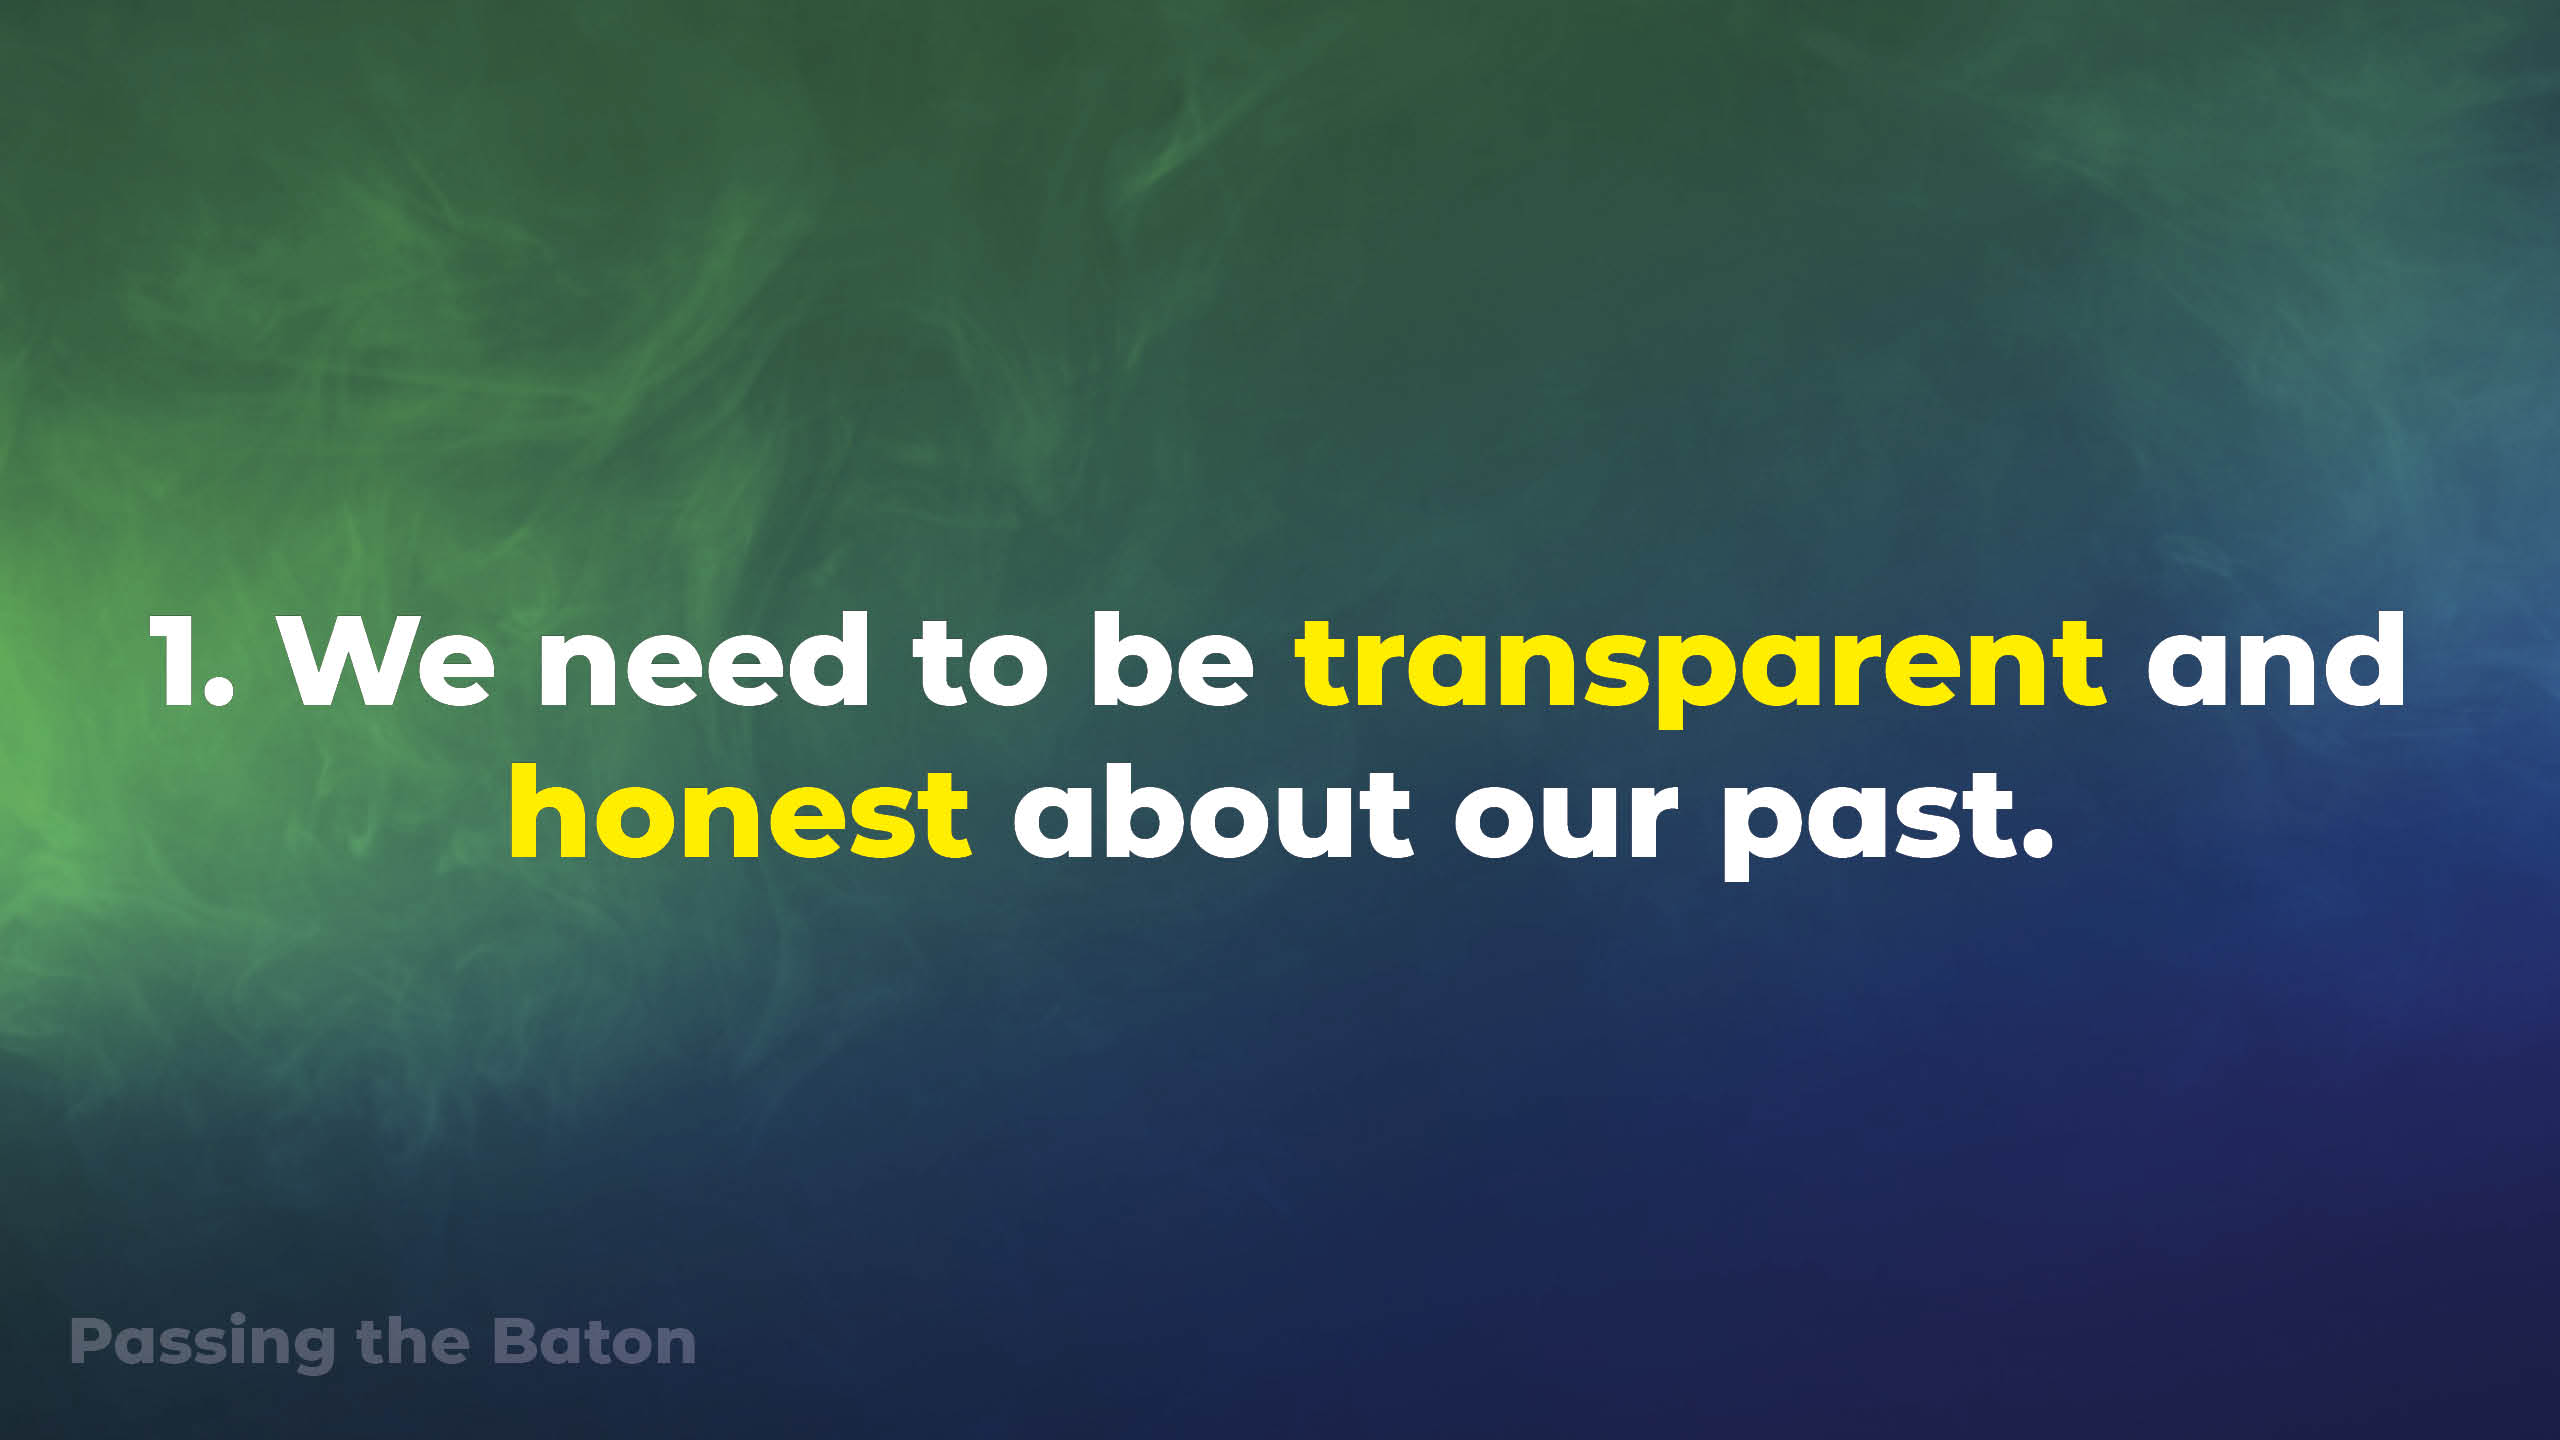 1. We need to be transparent and
honest about our past.
Passing the Baton